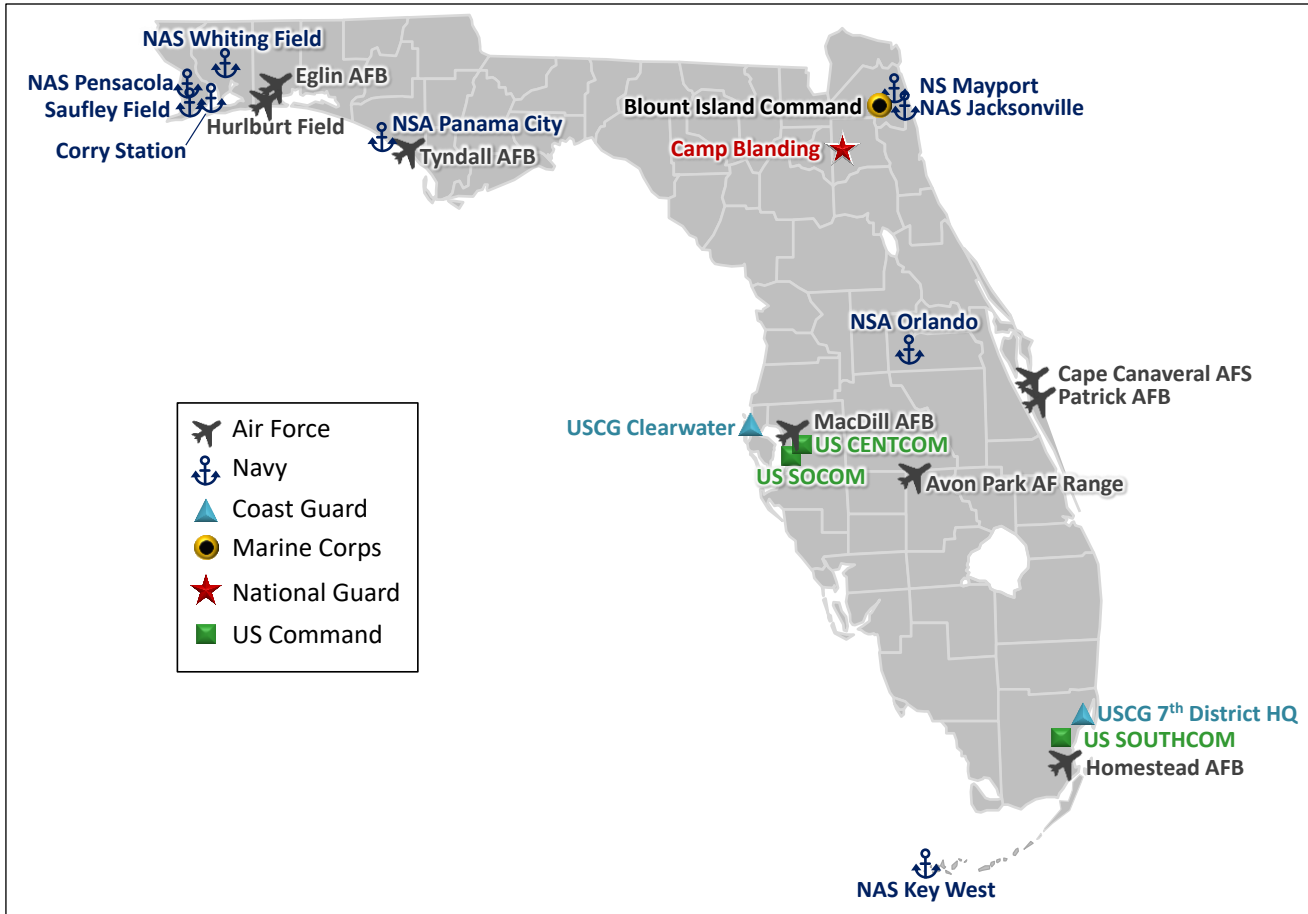 NAS Whiting Field
NAS Pensacola
Eglin AFB
Saufley Field
Hurlburt Field
Corry Station
NSA Panama City
Tyndall AFB
NS Mayport
Blount Island Command
NAS Jacksonville
Camp Blanding
NSA Orlando
Cape Canaveral AFS
Patrick AFB
USCG Clearwater
MacDill AFB
US CENTCOM
US SOCOM
Avon Park AF Range
Air Force
Navy
Coast Guard
Marine Corps
National Guard
US Command
USCG 7th District HQ
US SOUTHCOM
Homestead AFB
NAS Key West